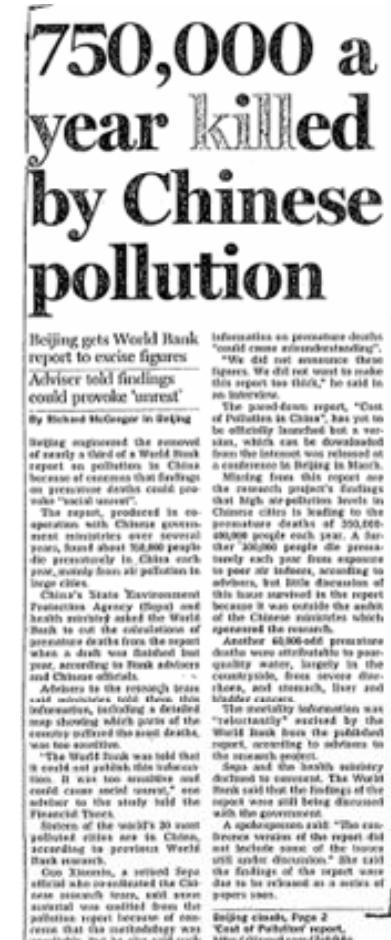 750,000 a
year killed
by Chinese
pollution
Beijing gets World Bank
report to excise figures
Adviser told findings
could provoke 'unrest'
By Richard McGregor in Beijing
Beijing engineered the removal
of nearly a third of a World Bank
report on pollution in China
because of concerns that findings
on premature deaths could pro-
voke "social unrest".
The report, produced in co-
operation with Chinese govern-
ment ministries over several
years, found about 750,000 people
die prematurely in China each
year, mainly from air pollution in
large cities.
China's State Environment
Protection Agency (Sepa) and
health ministry asked the World
Bank to cut the calculations of
premature deaths from the report
when a draft was finished last
year, according to Bank advisers
and Chinese officials.
Advisers to the research team
said ministries told them this
information, including a detailed
map showing which parts of the
country suffered the most deaths,
was too sensitive.
"The World Bank was told that
it could not publish this informa-
tion. It was too sensitive and
could cause social unrest," one
adviser to the study told the
Financial Times.
Sixteen of the world's 20 most
polluted cities are in China,
according to previous World
Bank research.
Guo Xiaomin, a retired Sepa
official who co-ordinated the Chi-
nese research team, said some
material was omitted from the
pollution report because of con-
cerns that the methodology was
information on premature deaths
"could cause misunderstanding".
"We did not announce these
figures. We did not want to make
this report too thick," he said in
an interview.
The pared-down report, "Cost
of Pollution in China", has yet to
be officially launched but a ver-
sion, which can be downloaded
from the internet was released at
a conference in Beijing in March.
Missing from this report are
the research project's findings
that high air-pollution levels in
Chinese cities is leading to the
premature deaths of 350,000-
400,000 people each year. A fur-
ther 300,000 people die prema-
turely each year from exposure
to poor air indoors, according to
advisers, but little discussion of
this issue survived in the report
because it was outside the ambit
of the Chinese ministries which
sponsored the research.
Another 60,000-odd premature
deaths were attributable to poor-
quality water, largely in the
countryside, from severe diar-
rhoea, and stomach, liver and
bladder cancers.
The mortality information was
"reluctantly" excised by the
World Bank from the published
report, according to advisers to
the research project.
Sepa and the health ministry
declined to comment. The World
Bank said that the findings of the
report were still being discussed
with the government.
A spokesperson said: "The con-
ference version of the report did
not include some of the issues
still under discussion." She said
the findings of the report were
due to be released as a series of
papers soon.
Beijing clouds, Page 2
'Cost of Pollution' report,